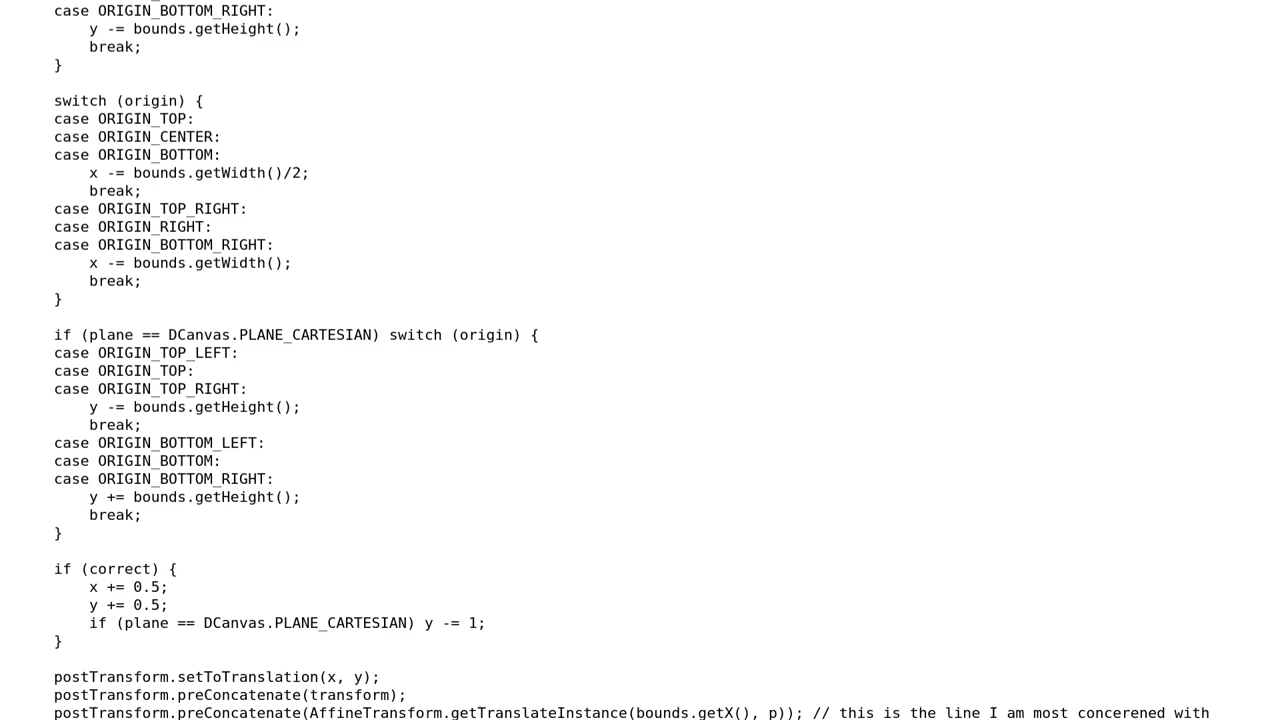 case ORIGIN_BOTTOM_RIGHT:
    y -= bounds.getHeight();
    break;
}

switch (origin) {
case ORIGIN_TOP:
case ORIGIN_CENTER:
case ORIGIN_BOTTOM:
    x -= bounds.getWidth()/2;
    break;
case ORIGIN_TOP_RIGHT:
case ORIGIN_RIGHT:
case ORIGIN_BOTTOM_RIGHT:
    x -= bounds.getWidth();
    break;
}

if (plane == DCanvas.PLANE_CARTESIAN) switch (origin) {
case ORIGIN_TOP_LEFT:
case ORIGIN_TOP:
case ORIGIN_TOP_RIGHT:
    y -= bounds.getHeight();
    break;
case ORIGIN_BOTTOM_LEFT:
case ORIGIN_BOTTOM:
case ORIGIN_BOTTOM_RIGHT:
    y += bounds.getHeight();
    break;
}

if (correct) {
    x += 0.5;
    y += 0.5;
    if (plane == DCanvas.PLANE_CARTESIAN) y -= 1;
}

postTransform.setToTranslation(x, y);
postTransform.preConcatenate(transform);
postTransform.preConcatenate(AffineTransform.getTranslateInstance(bounds.getX(), p)); // this is the line I am most concerened with